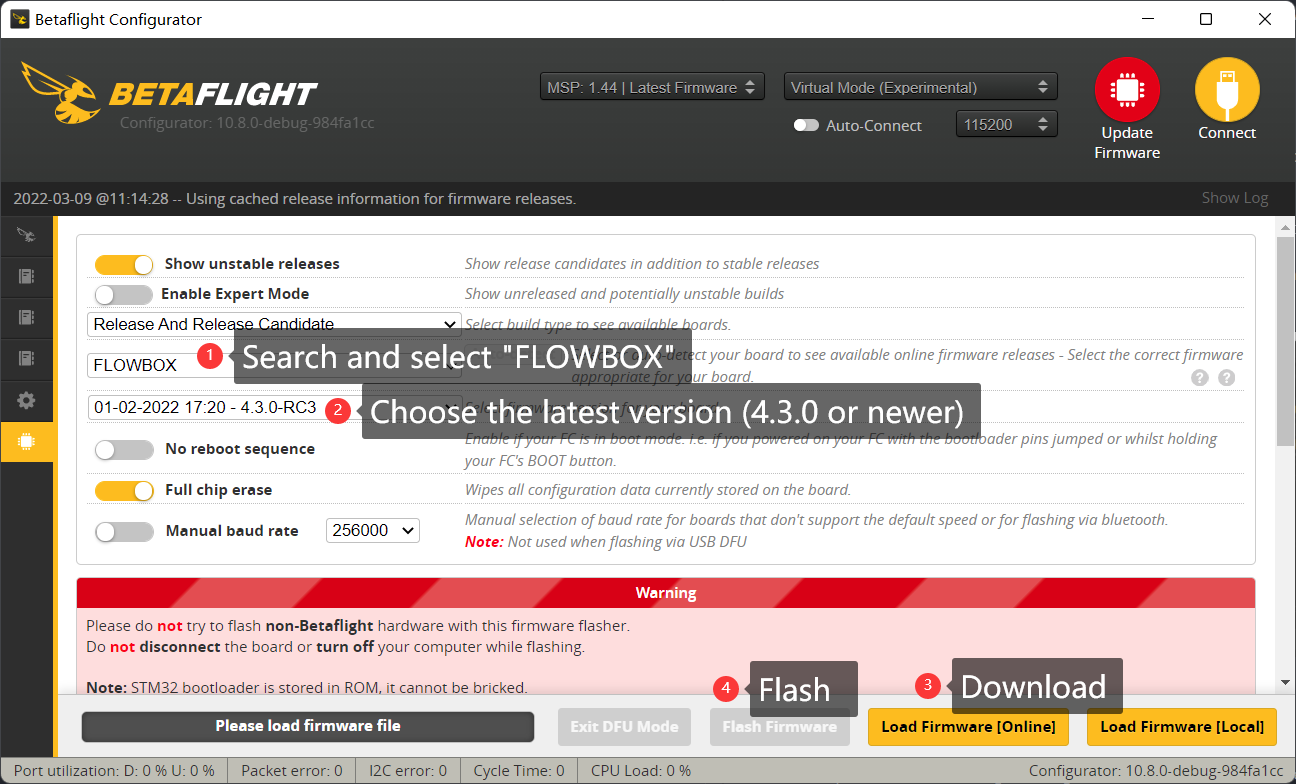 Betaflight Configurator
BETAFLIGHT
Configurator: 10.8.0-debug-984fa1cc
MSP: 1.44 | Latest Firmware
Virtual Mode (Experimental)
Auto-Connect
115200
Update
Firmware
Connect
2022-03-09 @11:14:28 -- Using cached release information for firmware releases.
Show Log
Show unstable releases
Show release candidates in addition to stable releases
Enable Expert Mode
Show unreleased and potentially unstable builds
Release And Release Candidate
Select build type to see available boards.
FLOWBOX
1
Search and select "FLOWBOX"
auto-detect your board to see available online firmware releases - Select the correct firmware
appropriate for your board.
01-02-2022 17:20 - 4.3.0-RC3
2
Choose the latest version (4.3.0 or newer)
No reboot sequence
Enable if your FC is in boot mode. i.e. if you powered on your FC with the bootloader pins jumped or whilst holding
your FC's BOOT button.
Full chip erase
Wipes all configuration data currently stored on the board.
Manual baud rate
256000
Manual selection of baud rate for boards that don't support the default speed or for flashing via bluetooth.
Note: Not used when flashing via USB DFU
Warning
Please do not try to flash non-Betaflight hardware with this firmware flasher.
Do not disconnect the board or turn off your computer while flashing.
Note: STM32 bootloader is stored in ROM, it cannot be bricked.
4
Flash
3
Download
Please load firmware file
Exit DFU Mode
Flash Firmware
Load Firmware [Online]
Load Firmware [Local]
Port utilization: D: 0 % U: 0 %
Packet error: 0
I2C error: 0
Cycle Time: 0
CPU Load: 0 %
Configurator: 10.8.0-debug-984fa1cc